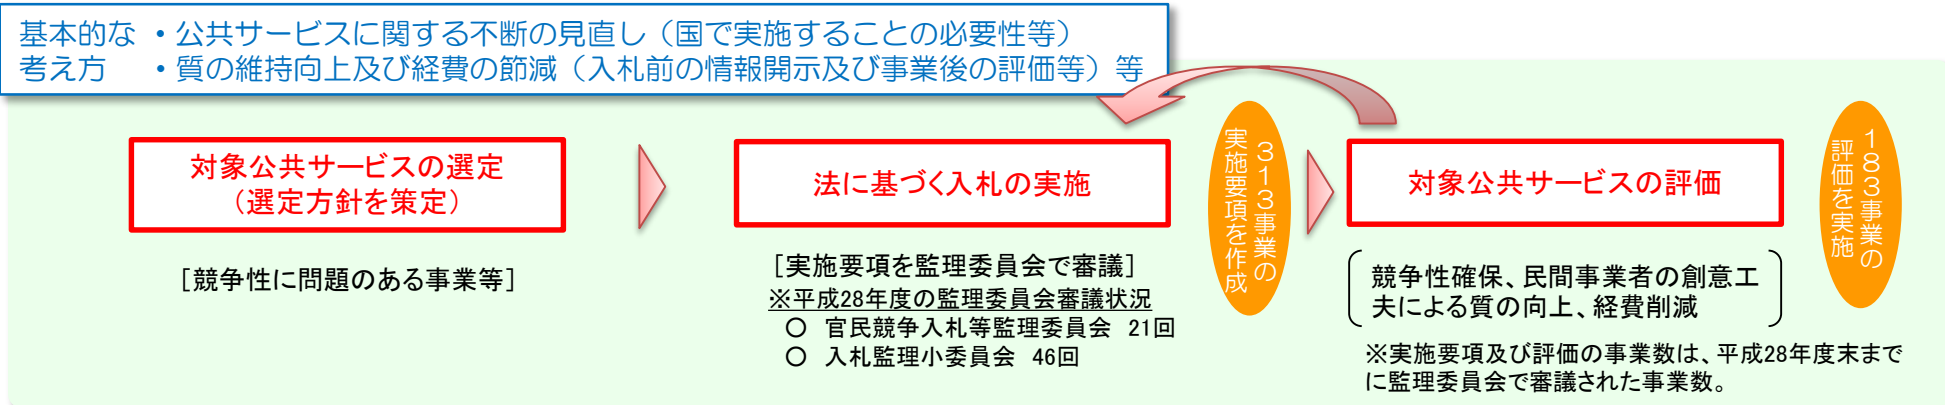 基本的な ・公共サービスに関する不断の見直し（国で実施することの必要性等）
考え方 ・質の維持向上及び経費の節減（入札前の情報開示及び事業後の評価等）等
対象公共サービスの選定
（選定方針を策定）
［競争性に問題のある事業等］
法に基づく入札の実施
［実施要項を監理委員会で審議］
※平成28年度の監理委員会審議状況
○ 官民競争入札等監理委員会 21回
○ 入札監理小委員会 46回
３１３事業の
実施要項を作成
対象公共サービスの評価
競争性確保、民間事業者の創意工
夫による質の向上、経費削減
※実施要項及び評価の事業数は、平成28年度末まで
に監理委員会で審議された事業数。
１８３事業の
評価を実施